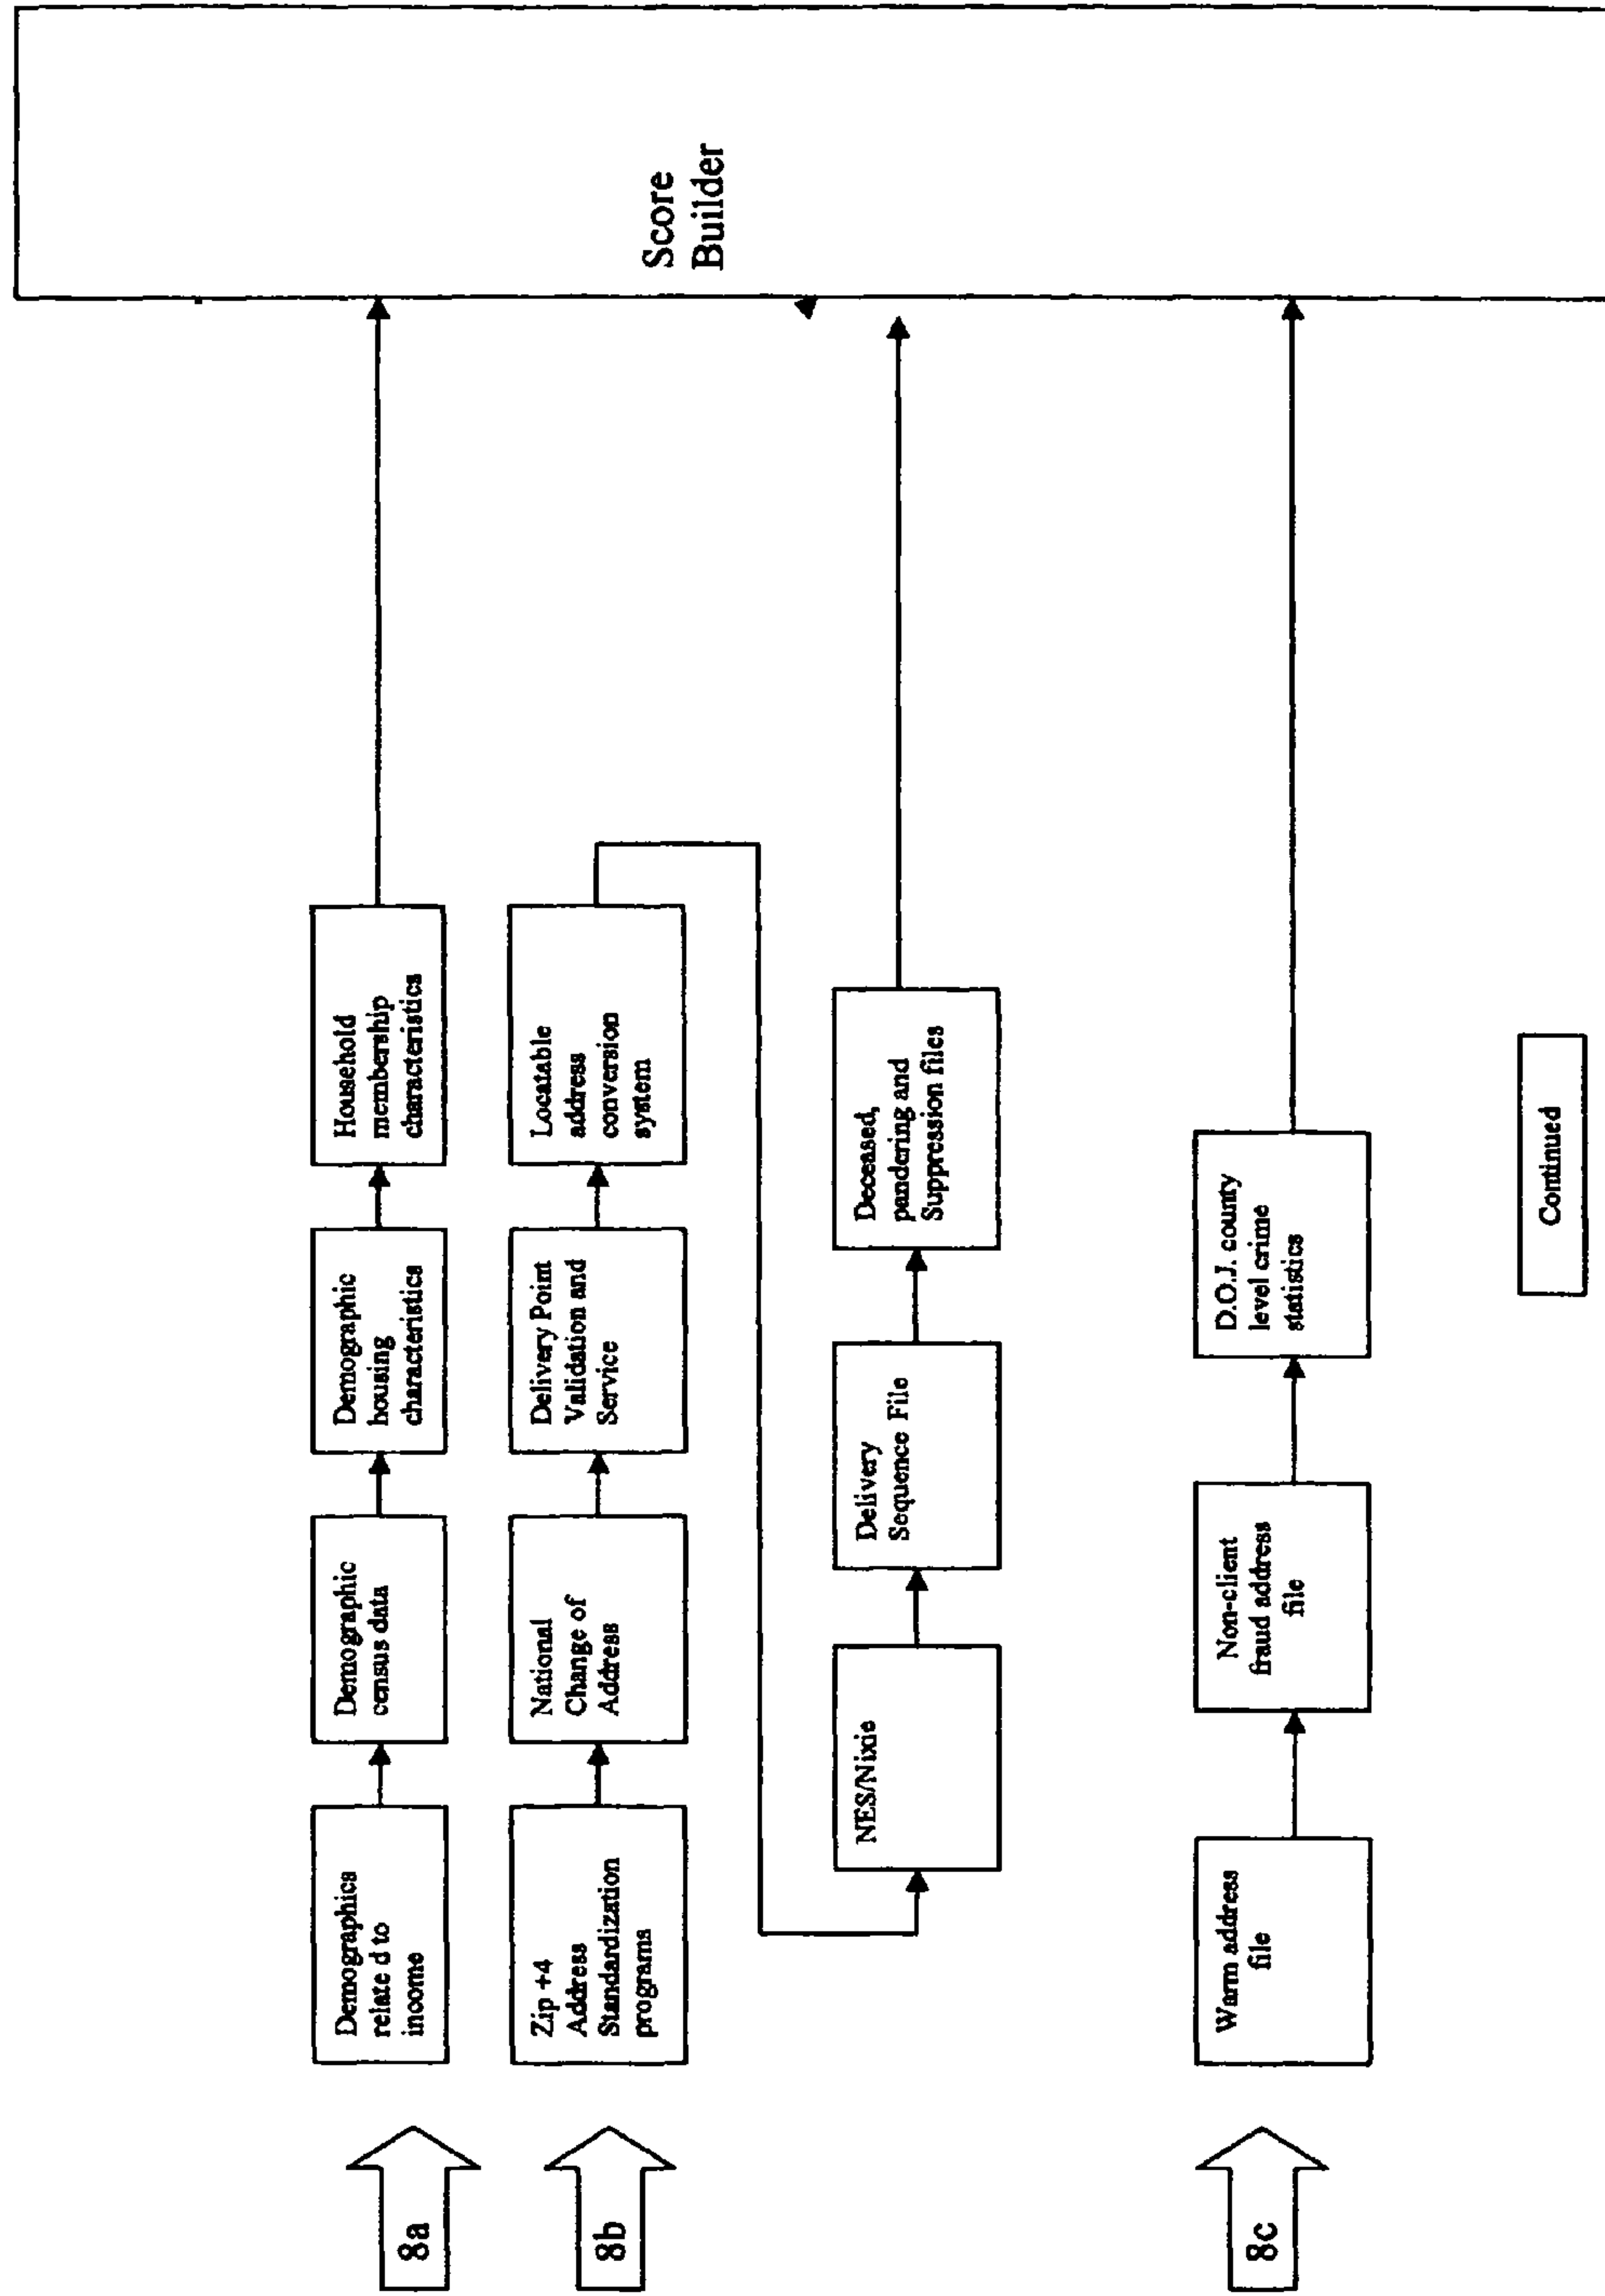 8a
Demographics
relate d to
income
Demographic
census data
Demographic
housing
characteristics
Household
membership
characteristics
8b
Zip +4
Address
Standardization
programs
National
Change of
Address
Delivery Point
Validation and
Service
Locatable
address
conversion
system
NES/Nixie
Delivery
Sequence File
Deceased,
pandering and
Suppression files
8c
Warm address
file
Non-client
fraud address
file
D.O.J. county
level crime
statistics
Score
Builder
Continued